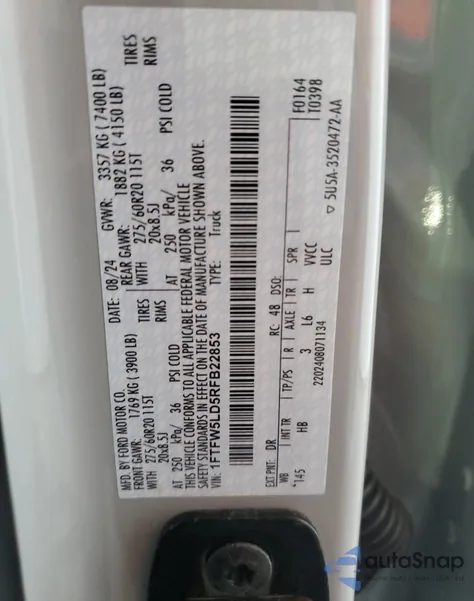 MFD. BY FORD MOTOR CO. DATE: 08/24 GVWR: 3357 KG (7400 LB)
FRONT GAWR: 1769 KG (3900 LB) REAR GAWR: 1882 KG (4150 LB)
WITH 275/60R20 115T TIRES WITH 275/60R20 115T TIRES
20x8.5J RIMS 20x8.5J RIMS
AT 250 kPa/ 36 PSI COLD AT 250 kPa/ 36 PSI COLD
THIS VEHICLE CONFORMS TO ALL APPLICABLE FEDERAL MOTOR VEHICLE
SAFETY STANDARDS IN EFFECT ON THE DATE OF MANUFACTURE SHOWN ABOVE.
VIN: 1FTFW5LD5RFB22853 TYPE: Truck
F0164
T0398
EXT PNT: DR RC: 48 DSO:
WB INT TR TP/PS R AXLE TR SPR
*145 HB 3 L6 H VVCC
2202408071134 ULC
▽ 5U5A-3520472-AA
autaSnap